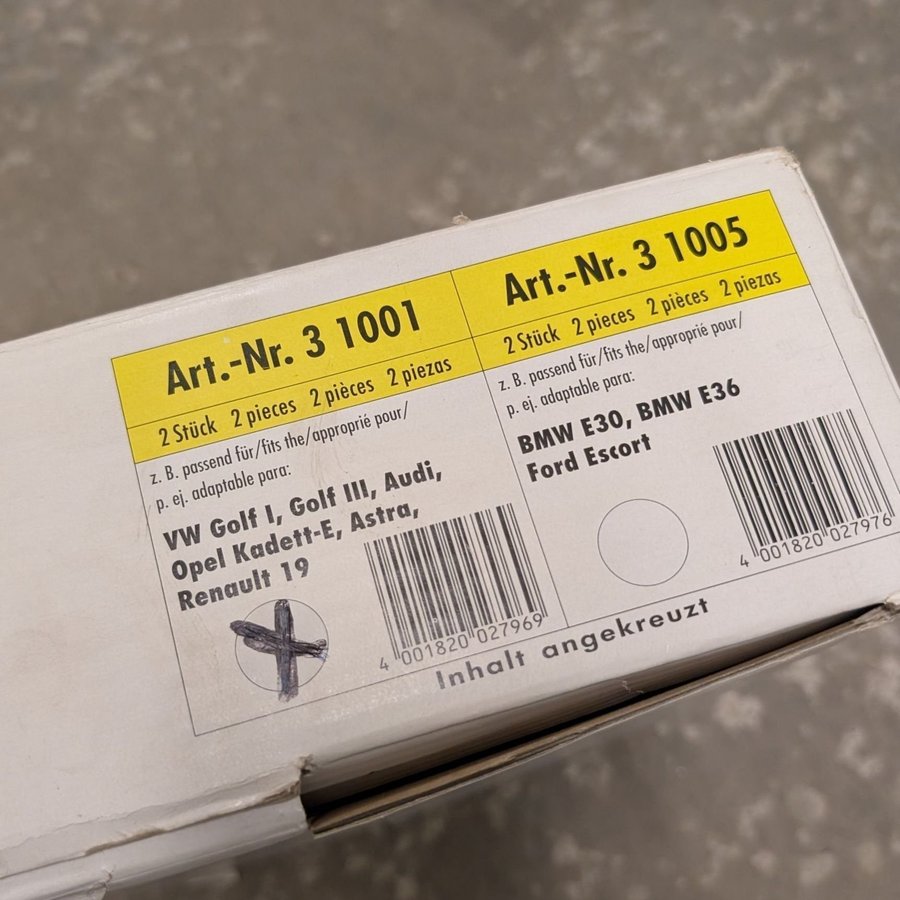 Art.-Nr. 3 1001
2 Stück 2 pieces 2 pièces 2 piezas
z. B. passend für/fits the/approprié pour/
p. ej. adaptable para:
VW Golf I, Golf III, Audi,
Opel Kadett-E, Astra,
Renault 19
4 001820 027969
Art.-Nr. 3 1005
2 Stück 2 pieces 2 pièces 2 piezas
z. B. passend für/fits the/approprié pour/
p. ej. adaptable para:
BMW E30, BMW E36
Ford Escort
4 001820 027976
Inhalt angekreuzt